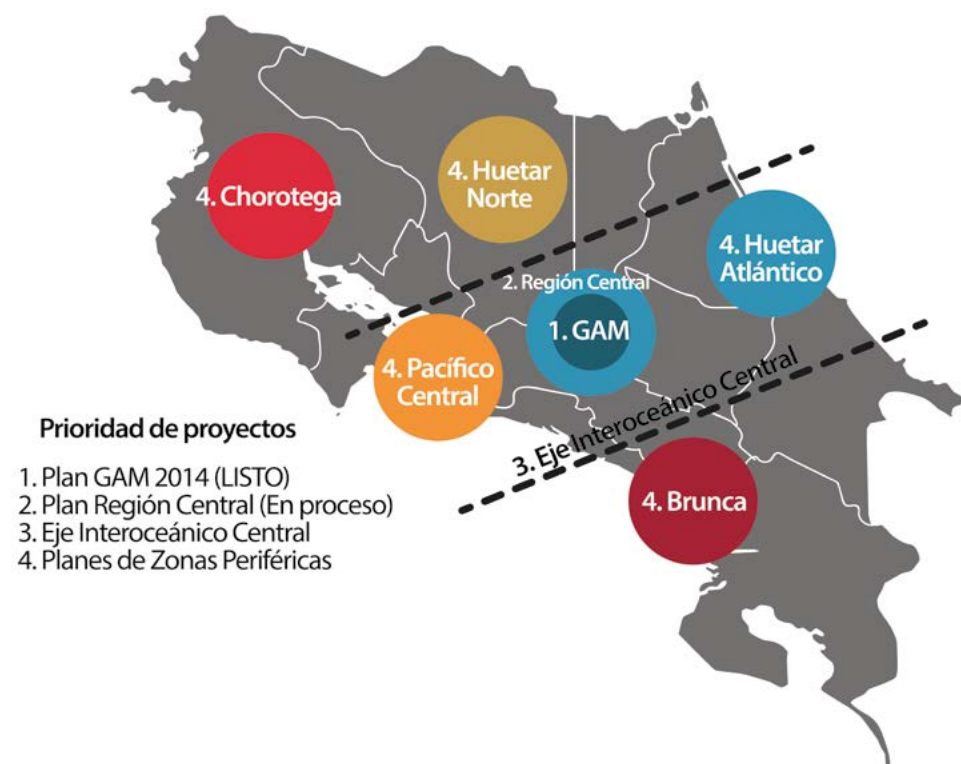 4. Chorotega
4. Huetar
Norte
4. Huetar
Atlántico
2. Región Central
1. GAM
4. Pacífico
Central
3. Eje Interoceánico Central
4. Brunca
Prioridad de proyectos
1. Plan GAM 2014 (LISTO)
2. Plan Región Central (En proceso)
3. Eje Interoceánico Central
4. Planes de Zonas Periféricas